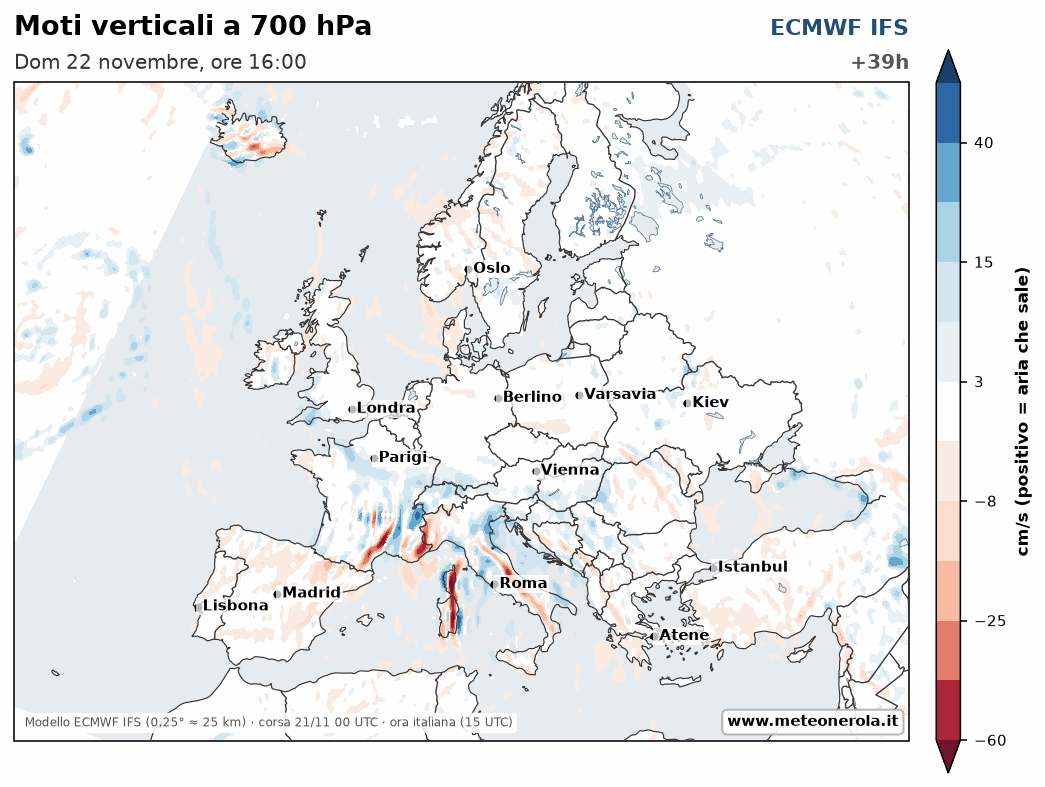 Moti verticali a 700 hPa
ECMWF IFS
Dom 22 novembre, ore 16:00
+39h
Oslo
Londra
Berlino
Varsavia
Kiev
Parigi
Vienna
Istanbul
Roma
Madrid
Lisbona
Atene
Modello ECMWF IFS (0,25° ≈ 25 km) · corsa 21/11 00 UTC · ora italiana (15 UTC)
www.meteonerola.it
40
15
3
−8
−25
−60
cm/s (positivo = aria che sale)